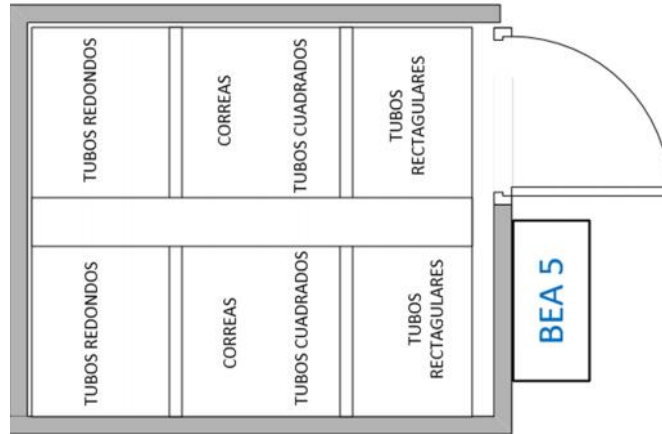 TUBOS REDONDOS
CORREAS
TUBOS CUADRADOS
TUBOS
RECTAGULARES
TUBOS REDONDOS
CORREAS
TUBOS CUADRADOS
TUBOS
RECTAGULARES
BEA 5